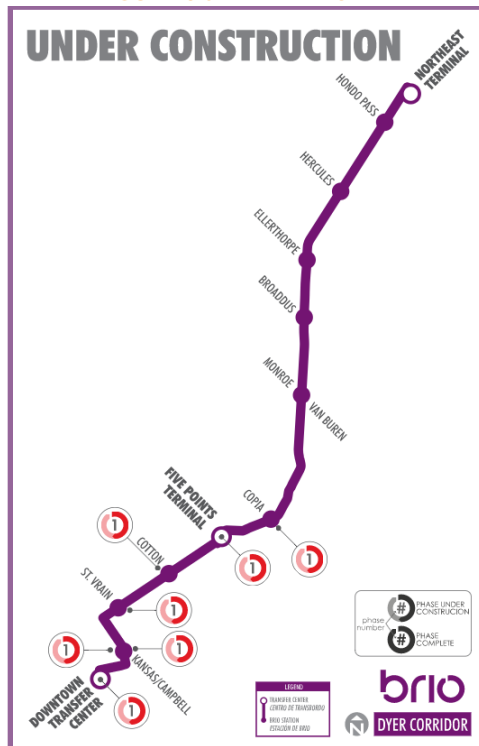 UNDER CONSTRUCTION
NORTHEAST
TERMINAL
HONDO PASS
HERCULES
ELLERTHORPE
BROADDUS
MONROE
VAN BUREN
FIVE POINTS
TERMINAL
COPIA
1
1
1
COTTON
ST. VRAIN
1
1
1
KANSAS/CAMPBELL
1
DOWNTOWN
TRANSFER
CENTER
phase
number
#
PHASE UNDER
CONSTRUCION
#
PHASE
COMPLETE
LEGEND
TRANSFER CENTER
CENTRO DE TRANSBORDO
BRIO STATION
ESTACIÓN DE BRIO
brio
N
DYER CORRIDOR